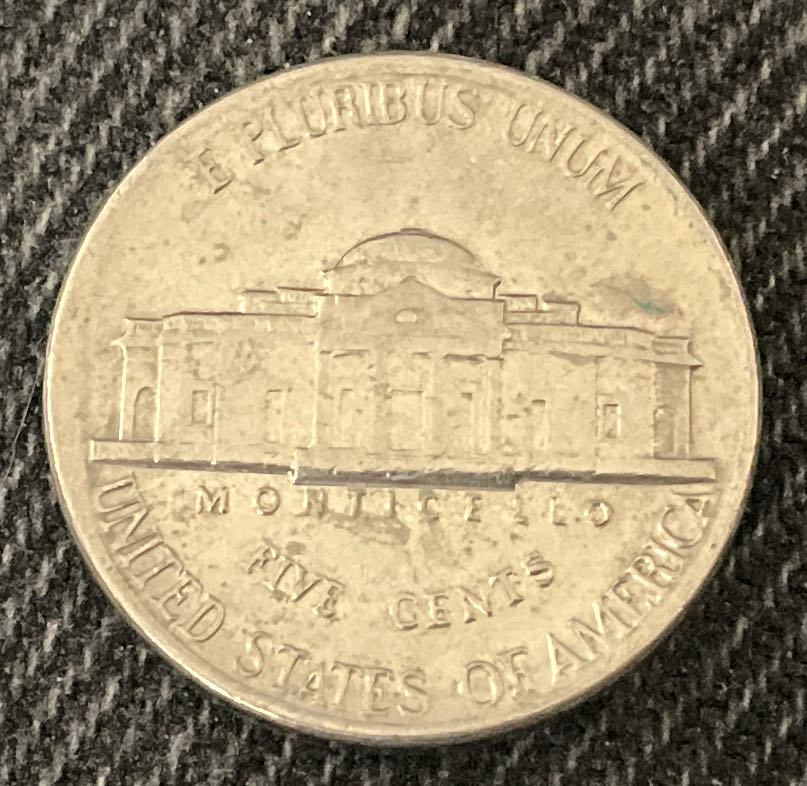 E PLURIBUS UNUM
MONTICELLO
FIVE CENTS
UNITED STATES OF AMERICA